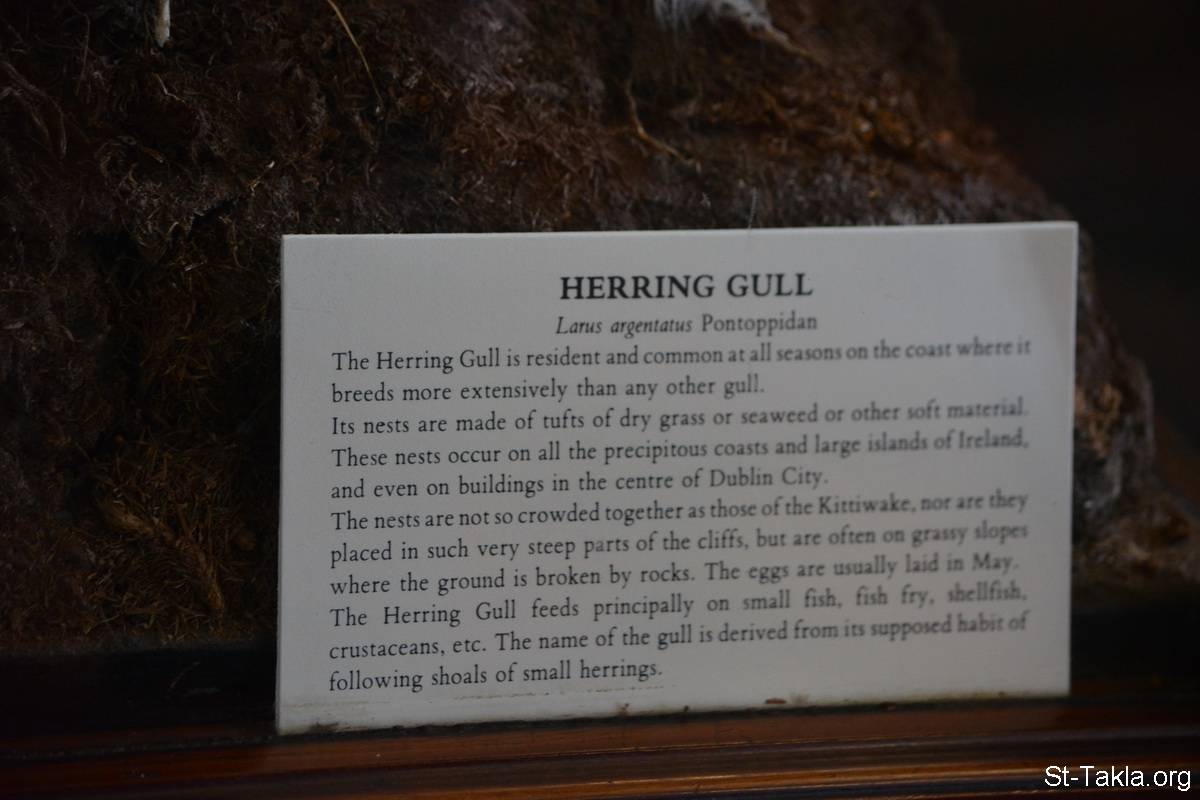 HERRING GULL
Larus argentatus Pontoppidan
The Herring Gull is resident and common at all seasons on the coast where it
breeds more extensively than any other gull.
Its nests are made of tufts of dry grass or seaweed or other soft material.
These nests occur on all the precipitous coasts and large islands of Ireland,
and even on buildings in the centre of Dublin City.
The nests are not so crowded together as those of the Kittiwake, nor are they
placed in such very steep parts of the cliffs, but are often on grassy slopes
where the ground is broken by rocks. The eggs are usually laid in May.
The Herring Gull feeds principally on small fish, fish fry, shellfish,
crustaceans, etc. The name of the gull is derived from its supposed habit of
following shoals of small herrings.
St-Takla.org